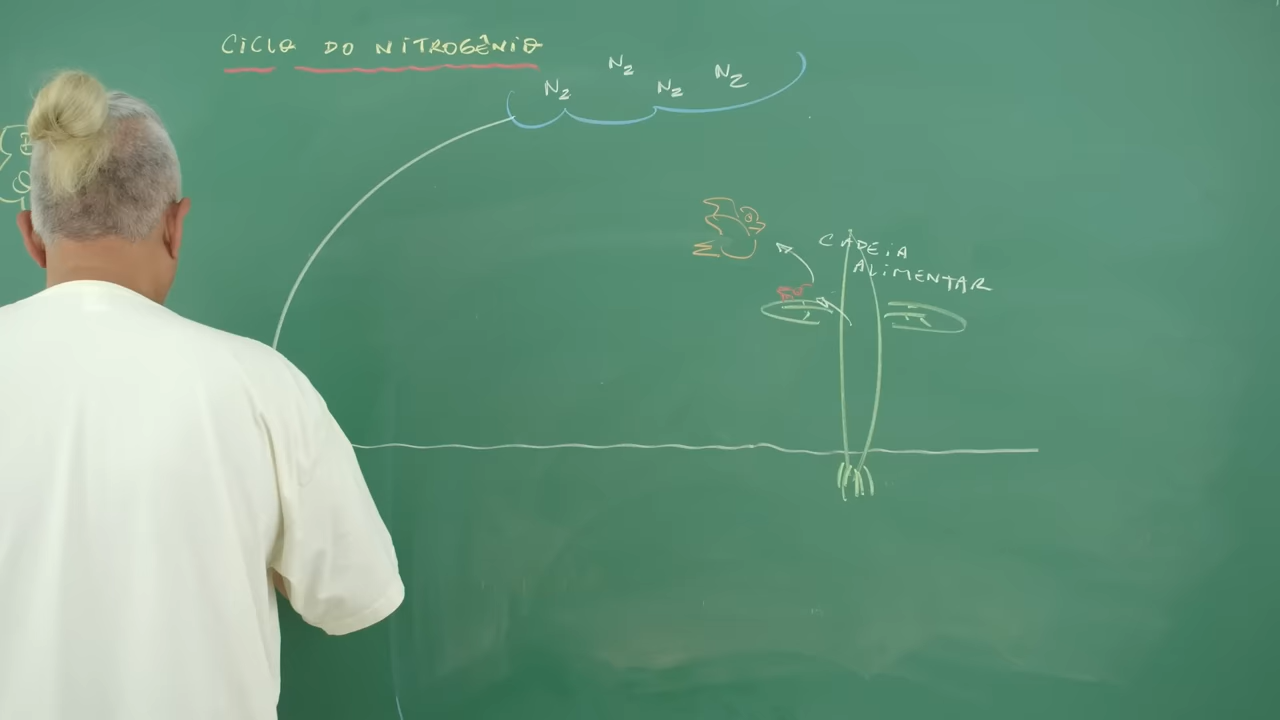 CICLO DO NITROGÊNIO
N2 N2 N2 N2
CADEIA
ALIMENTAR